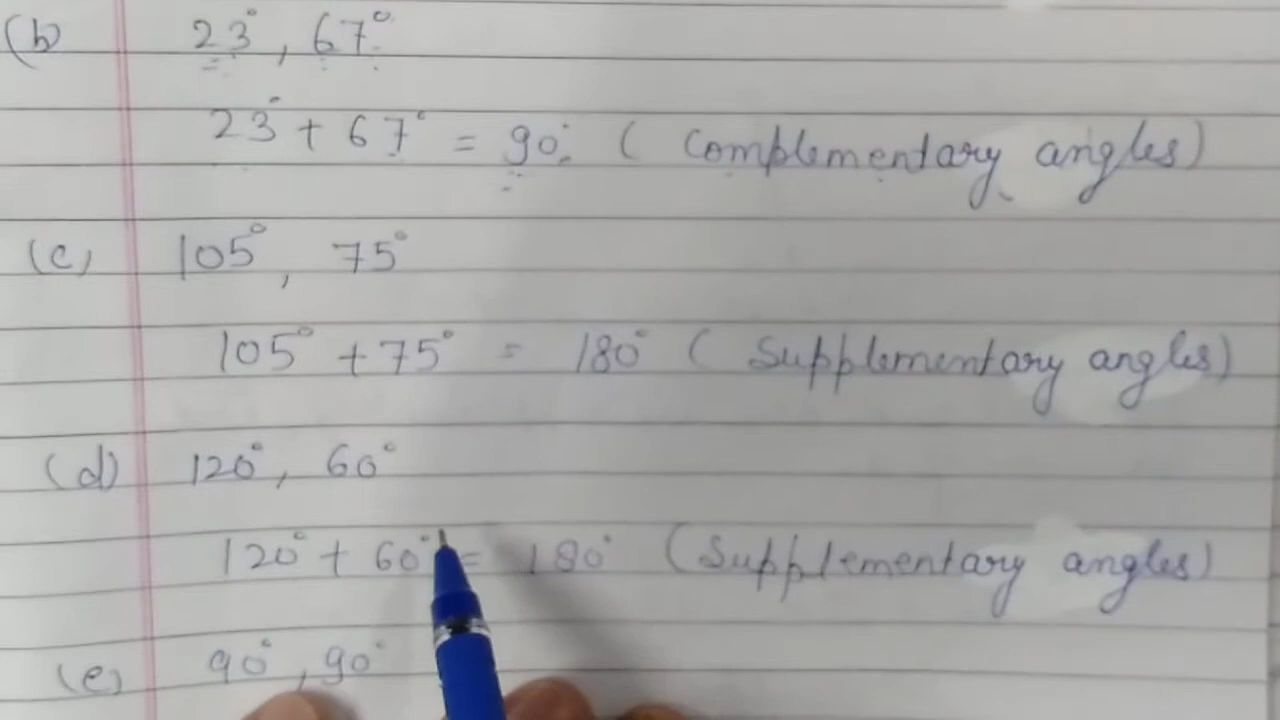 (b) 23°, 67°
23° + 67° = 90° (Complementary angles)
(c) 105°, 75°
105° + 75° = 180° (Supplementary angles)
(d) 120°, 60°
120° + 60° = 180° (Supplementary angles)
(e) 90°, 90°